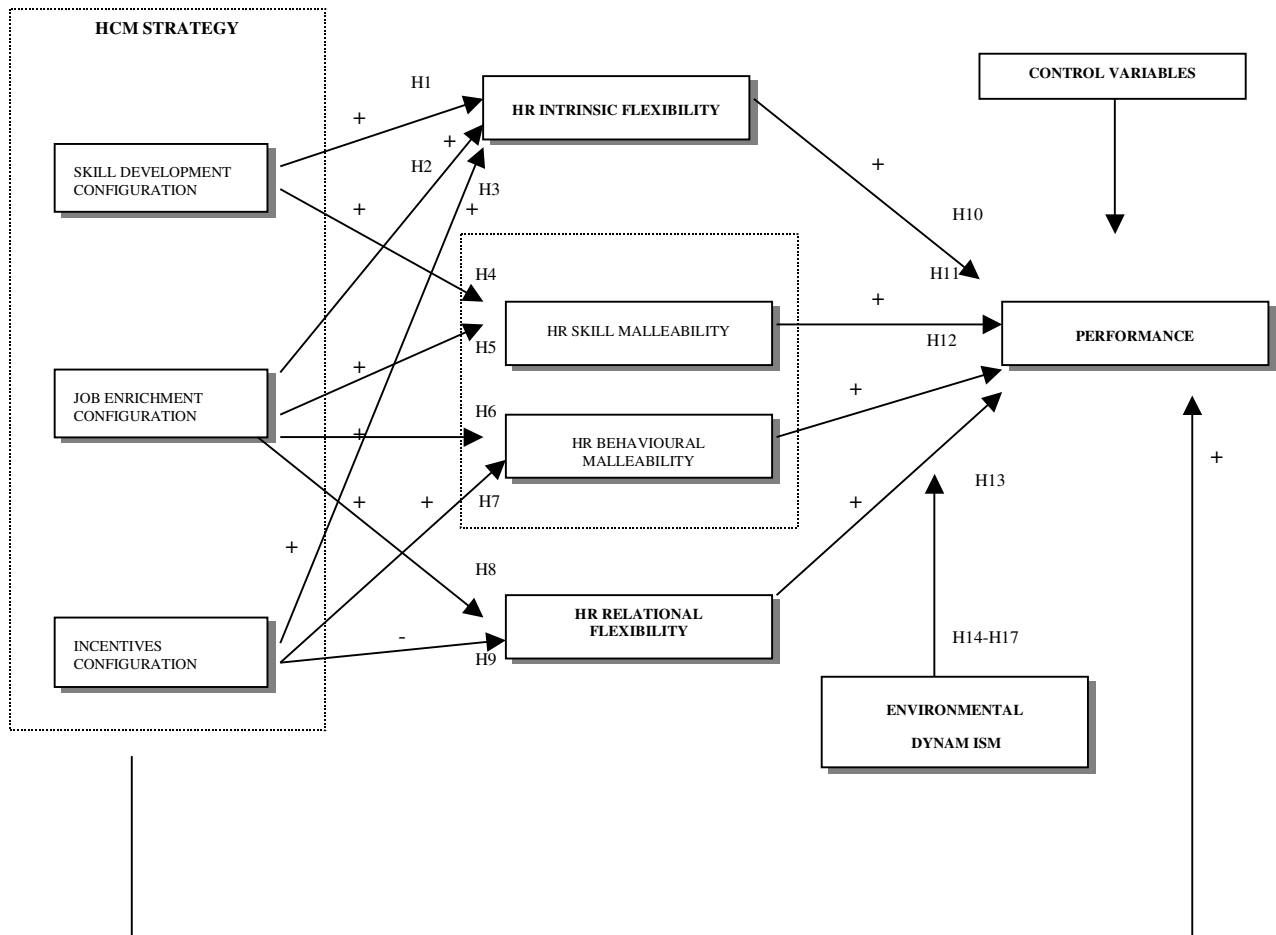 HCM STRATEGY
CONTROL VARIABLES
H1
HR INTRINSIC FLEXIBILITY
+
+
H2
SKILL DEVELOPMENT
CONFIGURATION
H3
+
+
+
H10
H4
H11
+
HR SKILL MALLEABILITY
H12
PERFORMANCE
H5
+
JOB ENRICHMENT
CONFIGURATION
+
H6
+
HR BEHAVIOURAL
MALLEABILITY
+
H13
+
+
H7
+
+
H8
HR RELATIONAL
FLEXIBILITY
INCENTIVES
CONFIGURATION
-
H9
H14-H17
ENVIRONMENTAL
DYNAM ISM